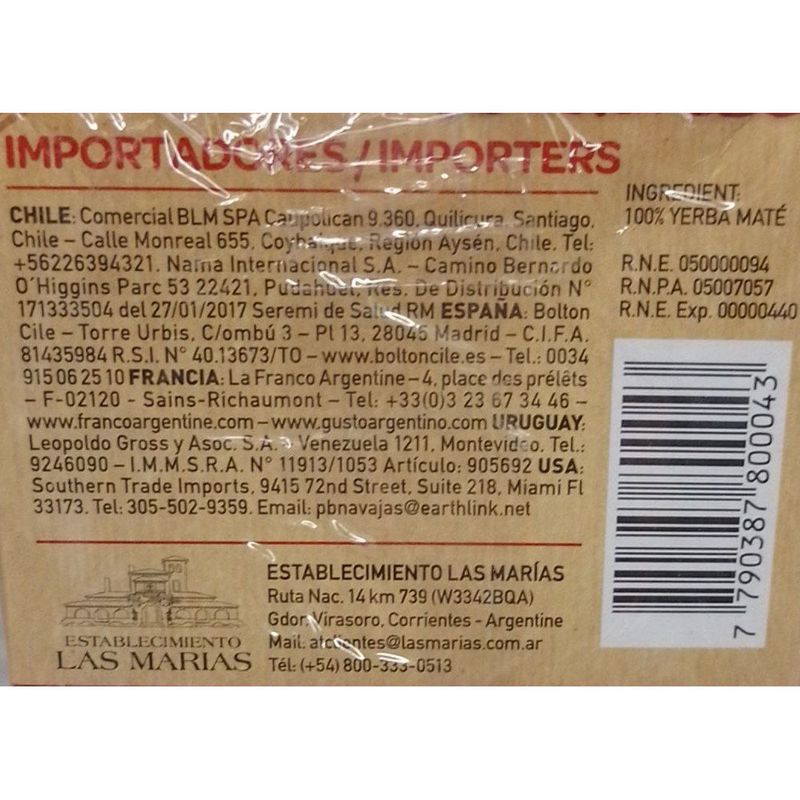 IMPORTADORES / IMPORTERS
CHILE: Comercial BLM SPA Caupolican 9.360. Quilicura. Santiago,
Chile – Calle Monreal 655, Coyhaique, Región Aysén, Chile. Tel:
+56226394321. Nama Internacional S.A. – Camino Bernardo
O´Higgins Parc 53 22421, Pudahuel, Res. De Distribución N°
171333504 del 27/01/2017 Seremi de Salud RM ESPAÑA: Bolton
Cile – Torre Urbis, C/ombú 3 – Pl 13, 28045 Madrid – C.I.F.A.
81435984 R.S.I. N° 40.13673/TO – www.boltoncile.es – Tel.: 0034
915 06 25 10 FRANCIA: La Franco Argentine – 4, place des prélêts
– F-02120 - Sains-Richaumont – Tel: +33(0)3 23 67 34 46 –
www.francoargentine.com – www.gustoargentino.com URUGUAY:
Leopoldo Gross y Asoc. S.A. – Venezuela 1211, Montevideo. Tel.:
9246090 – I.M.M.S.R.A. N° 11913/1053 Artículo: 905692 USA:
Southern Trade Imports, 9415 72nd Street, Suite 218, Miami Fl
33173. Tel: 305-502-9359. Email: pbnavajas@earthlink.net
INGREDIENT:
100% YERBA MATÉ
R.N.E. 050000094
R.N.P.A. 05007057
R.N.E. Exp. 00000440
7 790387 800043
ESTABLECIMIENTO
LAS MARIAS
ESTABLECIMIENTO LAS MARÍAS
Ruta Nac. 14 km 739 (W3342BQA)
Gdor. Virasoro, Corrientes - Argentine
Mail: atclientes@lasmarias.com.ar
Tél: (+54) 800-333-0513